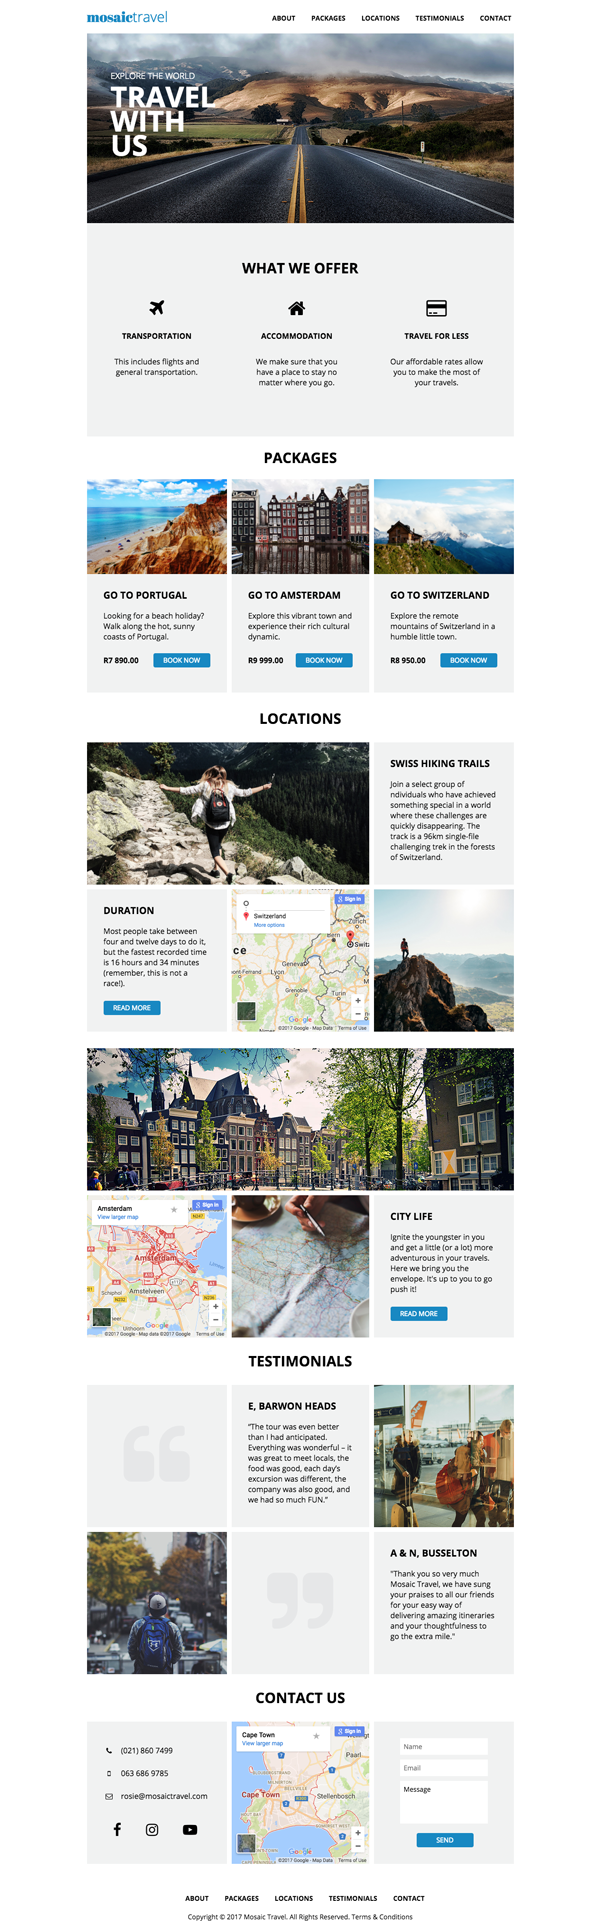 mosaictravel
ABOUT PACKAGES LOCATIONS TESTIMONIALS CONTACT
EXPLORE THE WORLD
TRAVEL
WITH
US
WHAT WE OFFER
TRANSPORTATION
This includes flights and
general transportation.
ACCOMMODATION
We make sure that you
have a place to stay no
matter where you go.
TRAVEL FOR LESS
Our affordable rates allow
you to make the most of
your travels.
PACKAGES
GO TO PORTUGAL
Looking for a beach holiday?
Walk along the hot, sunny
coasts of Portugal.
R7 890.00 BOOK NOW
GO TO AMSTERDAM
Explore this vibrant town and
experience their rich cultural
dynamic.
R9 999.00 BOOK NOW
GO TO SWITZERLAND
Explore the remote
mountains of Switzerland in a
humble little town.
R8 950.00 BOOK NOW
LOCATIONS
SWISS HIKING TRAILS
Join a select group of
ndividuals who have achieved
something special in a world
where these challenges are
quickly disappearing. The
track is a 96km single-file
challenging trek in the forests
of Switzerland.
DURATION
Most people take between
four and twelve days to do it,
but the fastest recorded time
is 16 hours and 34 minutes
(remember, this is not a
race!).
READ MORE
Sign in
Switzerland
More options
Zürich
Bern
Switz
ce
Geneva
mont-Ferrand
Lyon
Grenoble
Turin
Google
©2017 Google - Map Data Terms of Use
Amsterdam
View larger map
Sign in
N247
Amsterdam
Schiphol
Amstelveen
Hilversum
Uithoorn
Google
©2017 Google - Map data ©2017 Google Terms of Use
CITY LIFE
Ignite the youngster in you
and get a little (or a lot) more
adventurous in your travels.
Here we bring you the
envelope. It's up to you to go
push it!
READ MORE
TESTIMONIALS
E, BARWON HEADS
"The tour was even better
than I had anticipated.
Everything was wonderful – it
was great to meet locals, the
food was good, each day's
excursion was different, the
company was also good, and
we had so much FUN."
A & N, BUSSELTON
"Thank you so very much
Mosaic Travel, we have sung
your praises to all our friends
for your easy way of
delivering amazing itineraries
and your thoughtfulness to
go the extra mile."
CONTACT US
(021) 860 7499
063 686 9785
rosie@mosaictravel.com
Cape Town
View larger map
Sign in
Paarl
BLOUBERGSTRAND
MILNERTON
BELLVILLE
Cape Town
Stellenbosch
SOMERSET WEST
Google
©2017 Google - Map Data Terms of Use
Name
Email
Message
SEND
ABOUT PACKAGES LOCATIONS TESTIMONIALS CONTACT
Copyright © 2017 Mosaic Travel. All Rights Reserved. Terms & Conditions